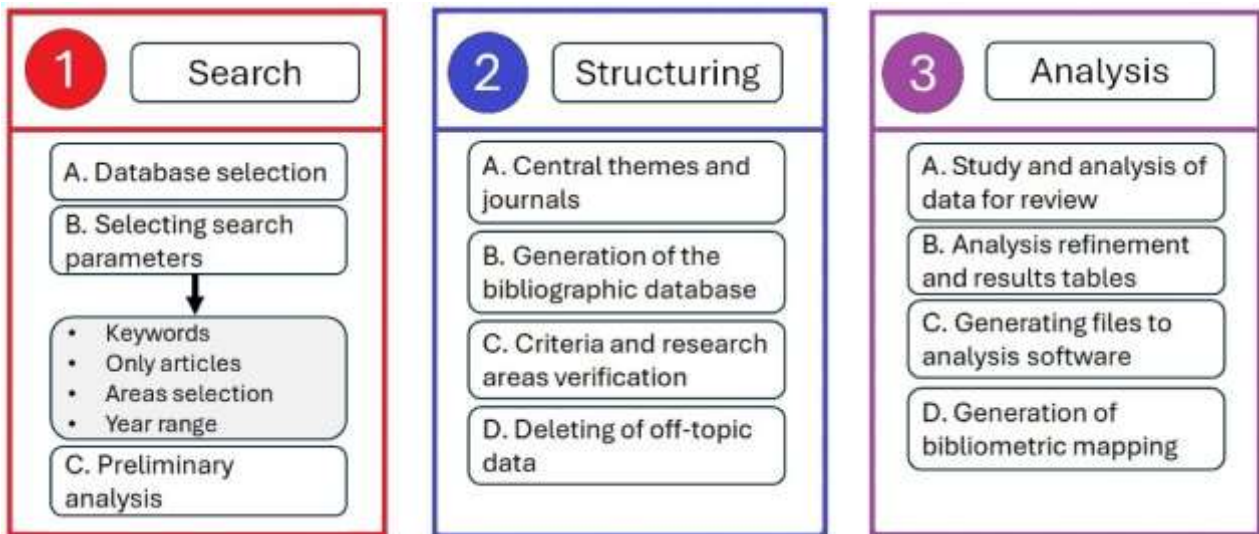 1
Search
A. Database selection
B. Selecting search
parameters
• Keywords
• Only articles
• Areas selection
• Year range
C. Preliminary
analysis
2
Structuring
A. Central themes and
journals
B. Generation of the
bibliographic database
C. Criteria and research
areas verification
D. Deleting of off-topic
data
3
Analysis
A. Study and analysis of
data for review
B. Analysis refinement
and results tables
C. Generating files to
analysis software
D. Generation of
bibliometric mapping